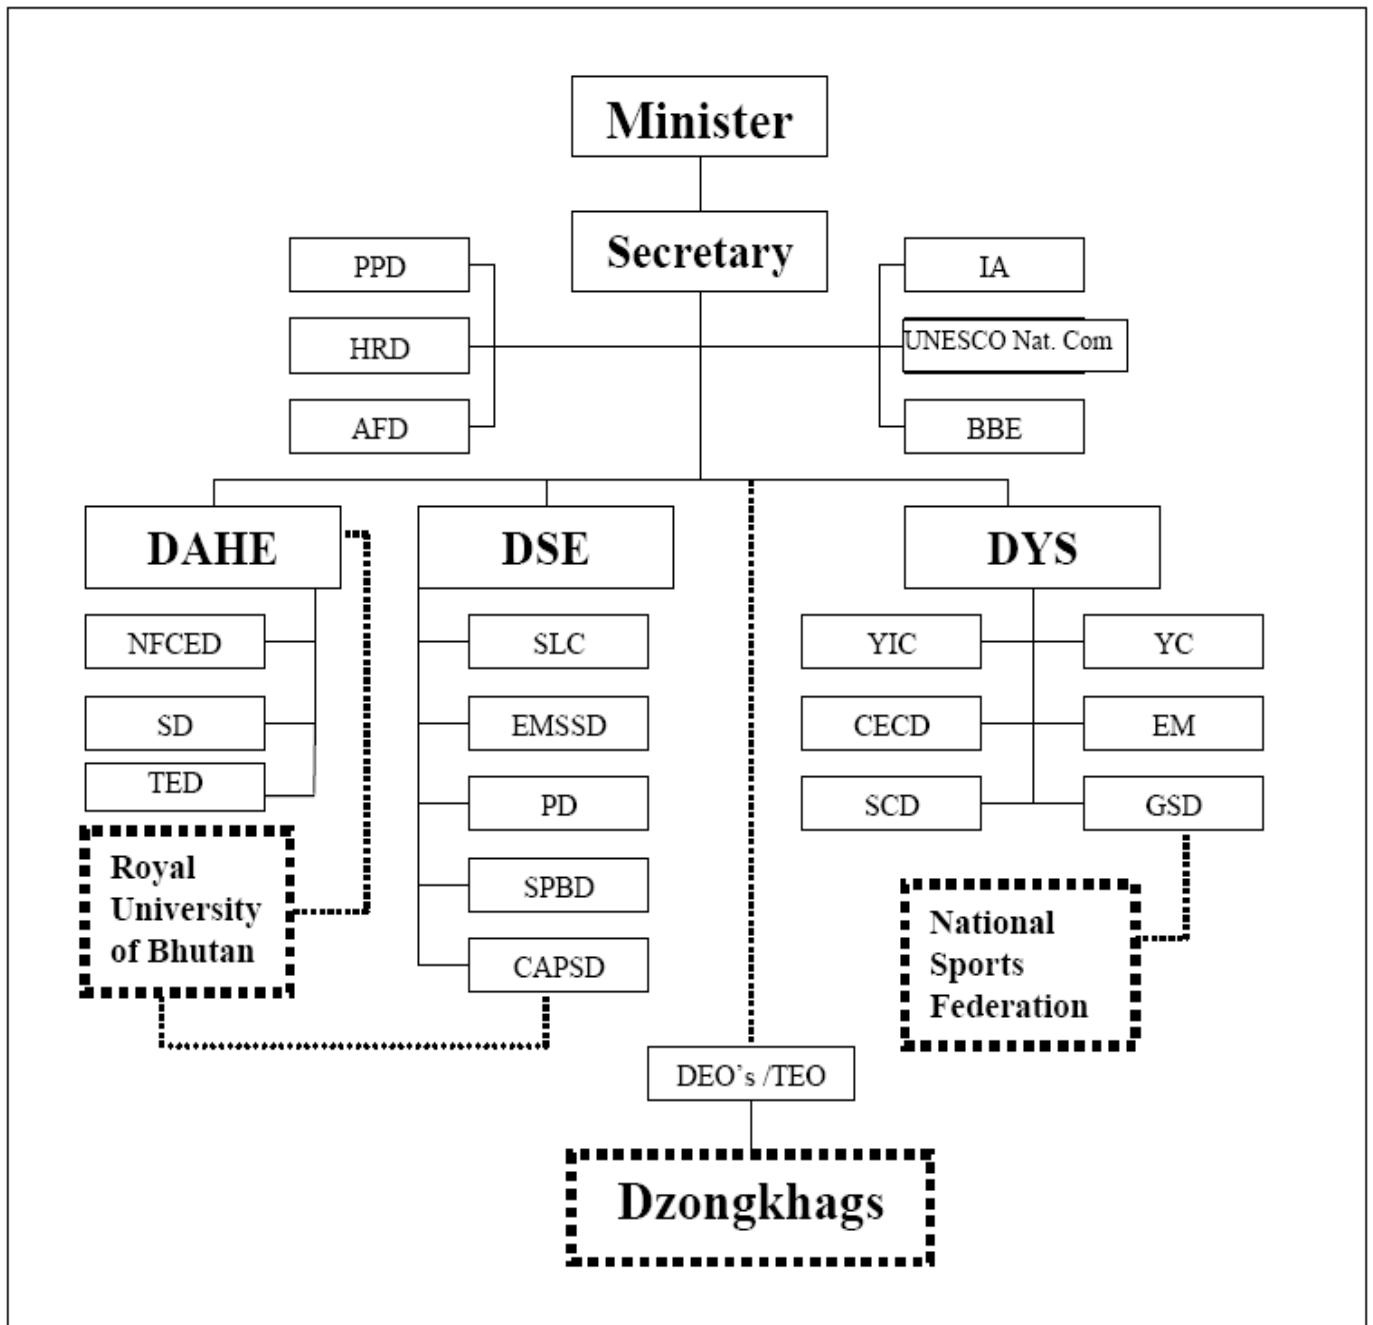 Minister
Secretary
PPD
IA
HRD
UNESCO Nat. Com
AFD
BBE
DAHE
DSE
DYS
NFCED
SLC
YIC
YC
SD
EMSSD
CECD
EM
TED
PD
SCD
GSD
Royal
University
of Bhutan
SPBD
CAPSD
National
Sports
Federation
DEO's /TEO
Dzongkhags